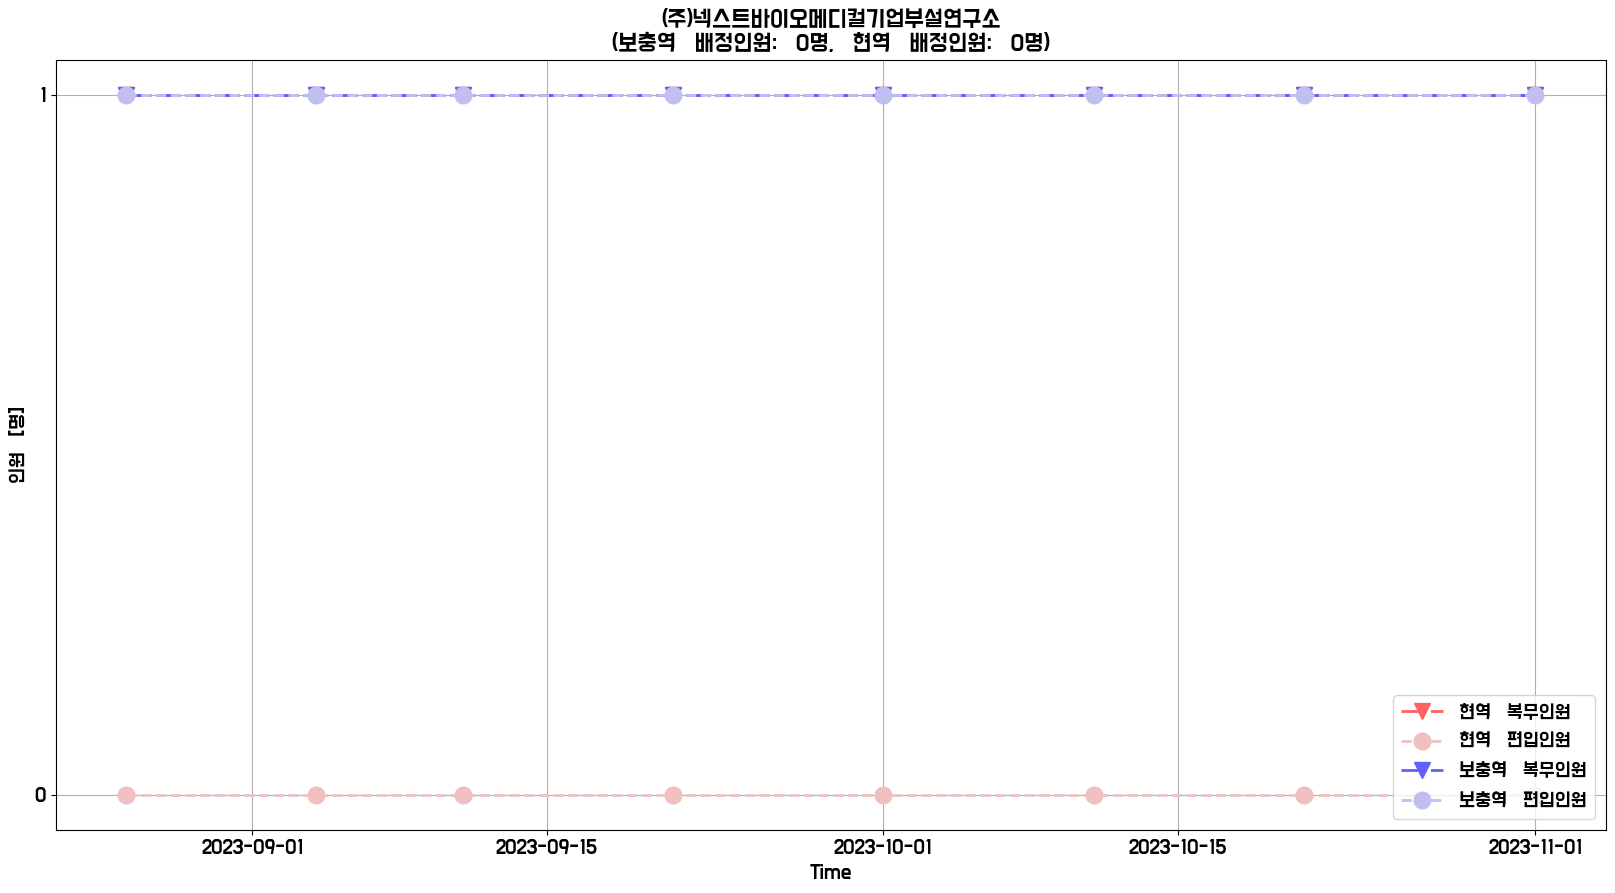 (주)넥스트바이오메디컬기업부설연구소
(보충역 배정인원: 0명, 현역 배정인원: 0명)
1
인원 [명]
0
현역 복무인원
현역 편입인원
보충역 복무인원
보충역 편입인원
2023-09-01 2023-09-15 2023-10-01 2023-10-15 2023-11-01
Time